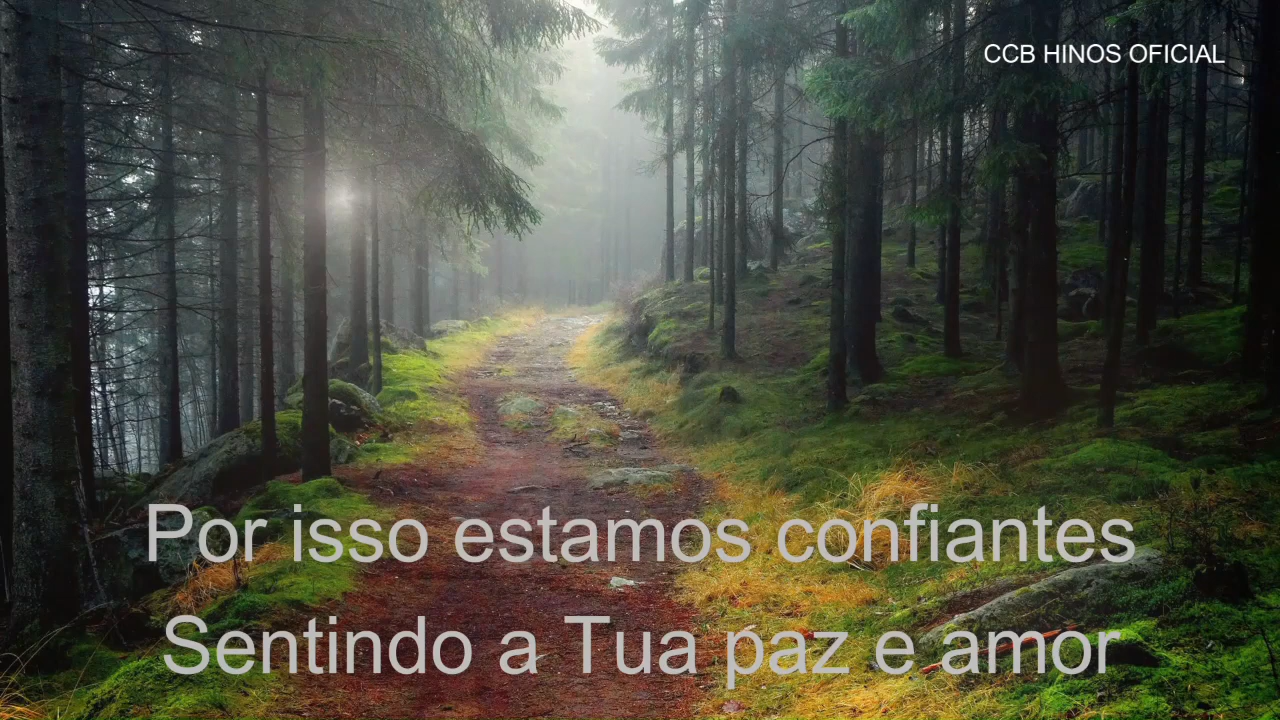 CCB HINOS OFICIAL
Por isso estamos confiantes
Sentindo a Tua paz e amor